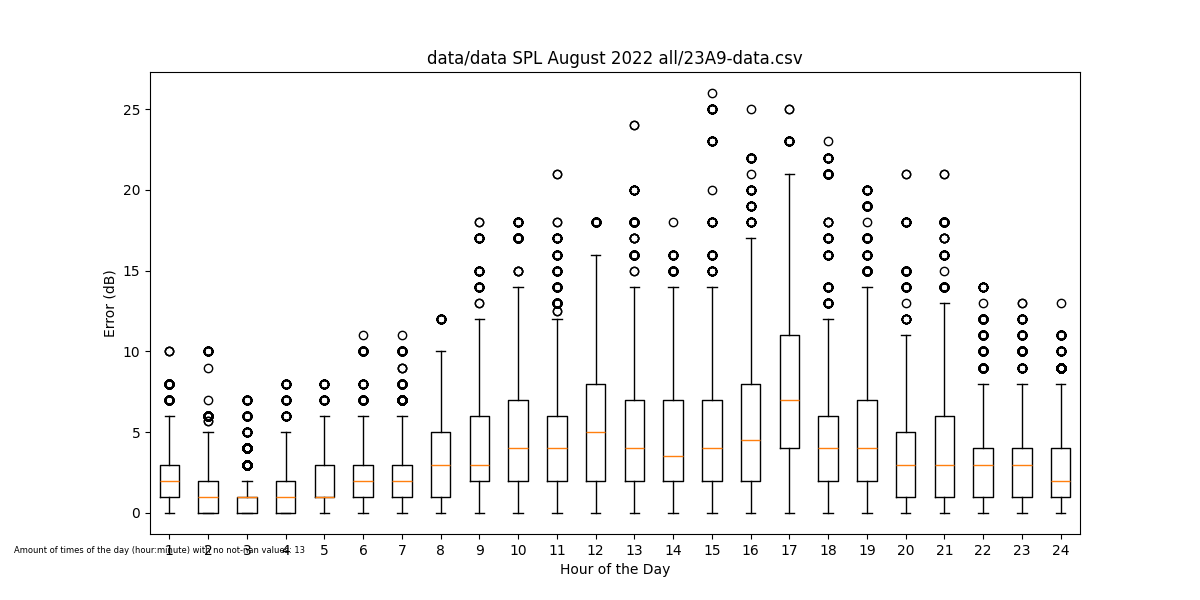 data/data SPL August 2022 all/23A9-data.csv
Error (dB)
25
20
15
10
5
0
1 2 3 4 5 6 7 8 9 10 11 12 13 14 15 16 17 18 19 20 21 22 23 24
Amount of times of the day (hour:minute) with no not-nan values: 13
Hour of the Day